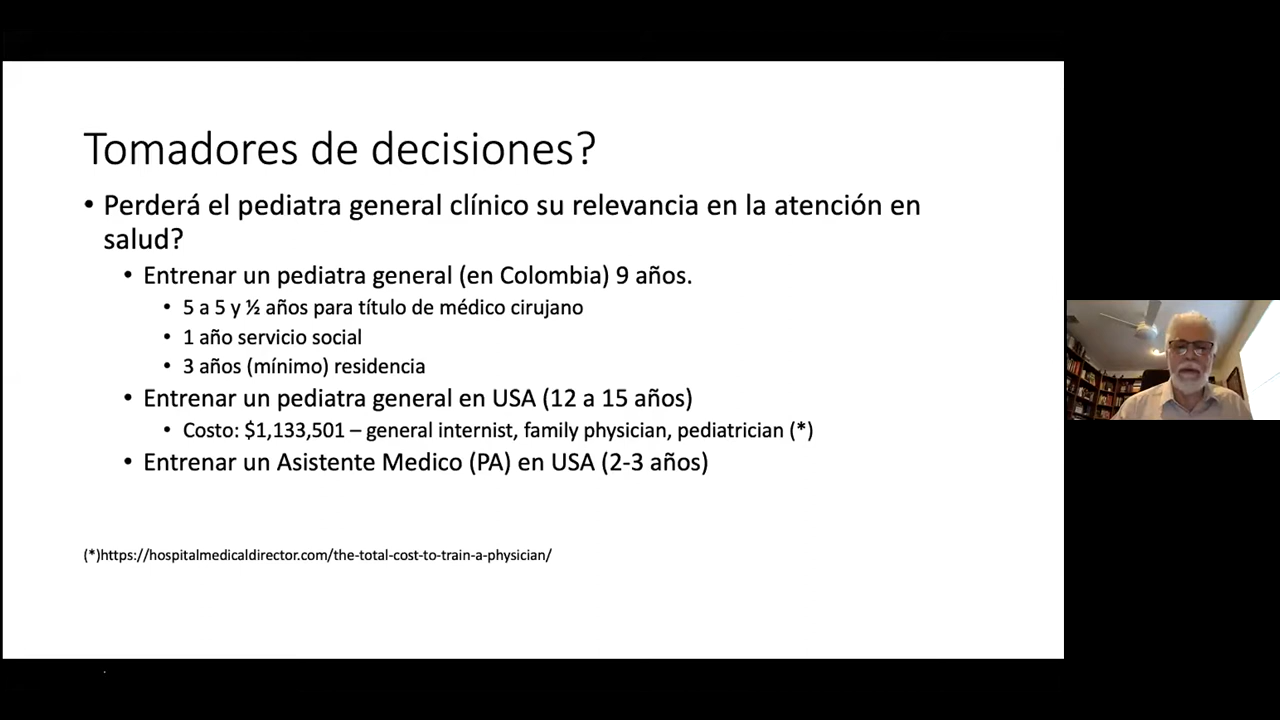 Tomadores de decisiones?
• Perderá el pediatra general clínico su relevancia en la atención en
salud?
• Entrenar un pediatra general (en Colombia) 9 años.
• 5 a 5 y ½ años para título de médico cirujano
• 1 año servicio social
• 3 años (mínimo) residencia
• Entrenar un pediatra general en USA (12 a 15 años)
• Costo: $1,133,501 – general internist, family physician, pediatrician (*)
• Entrenar un Asistente Medico (PA) en USA (2-3 años)
(*)https://hospitalmedicaldirector.com/the-total-cost-to-train-a-physician/